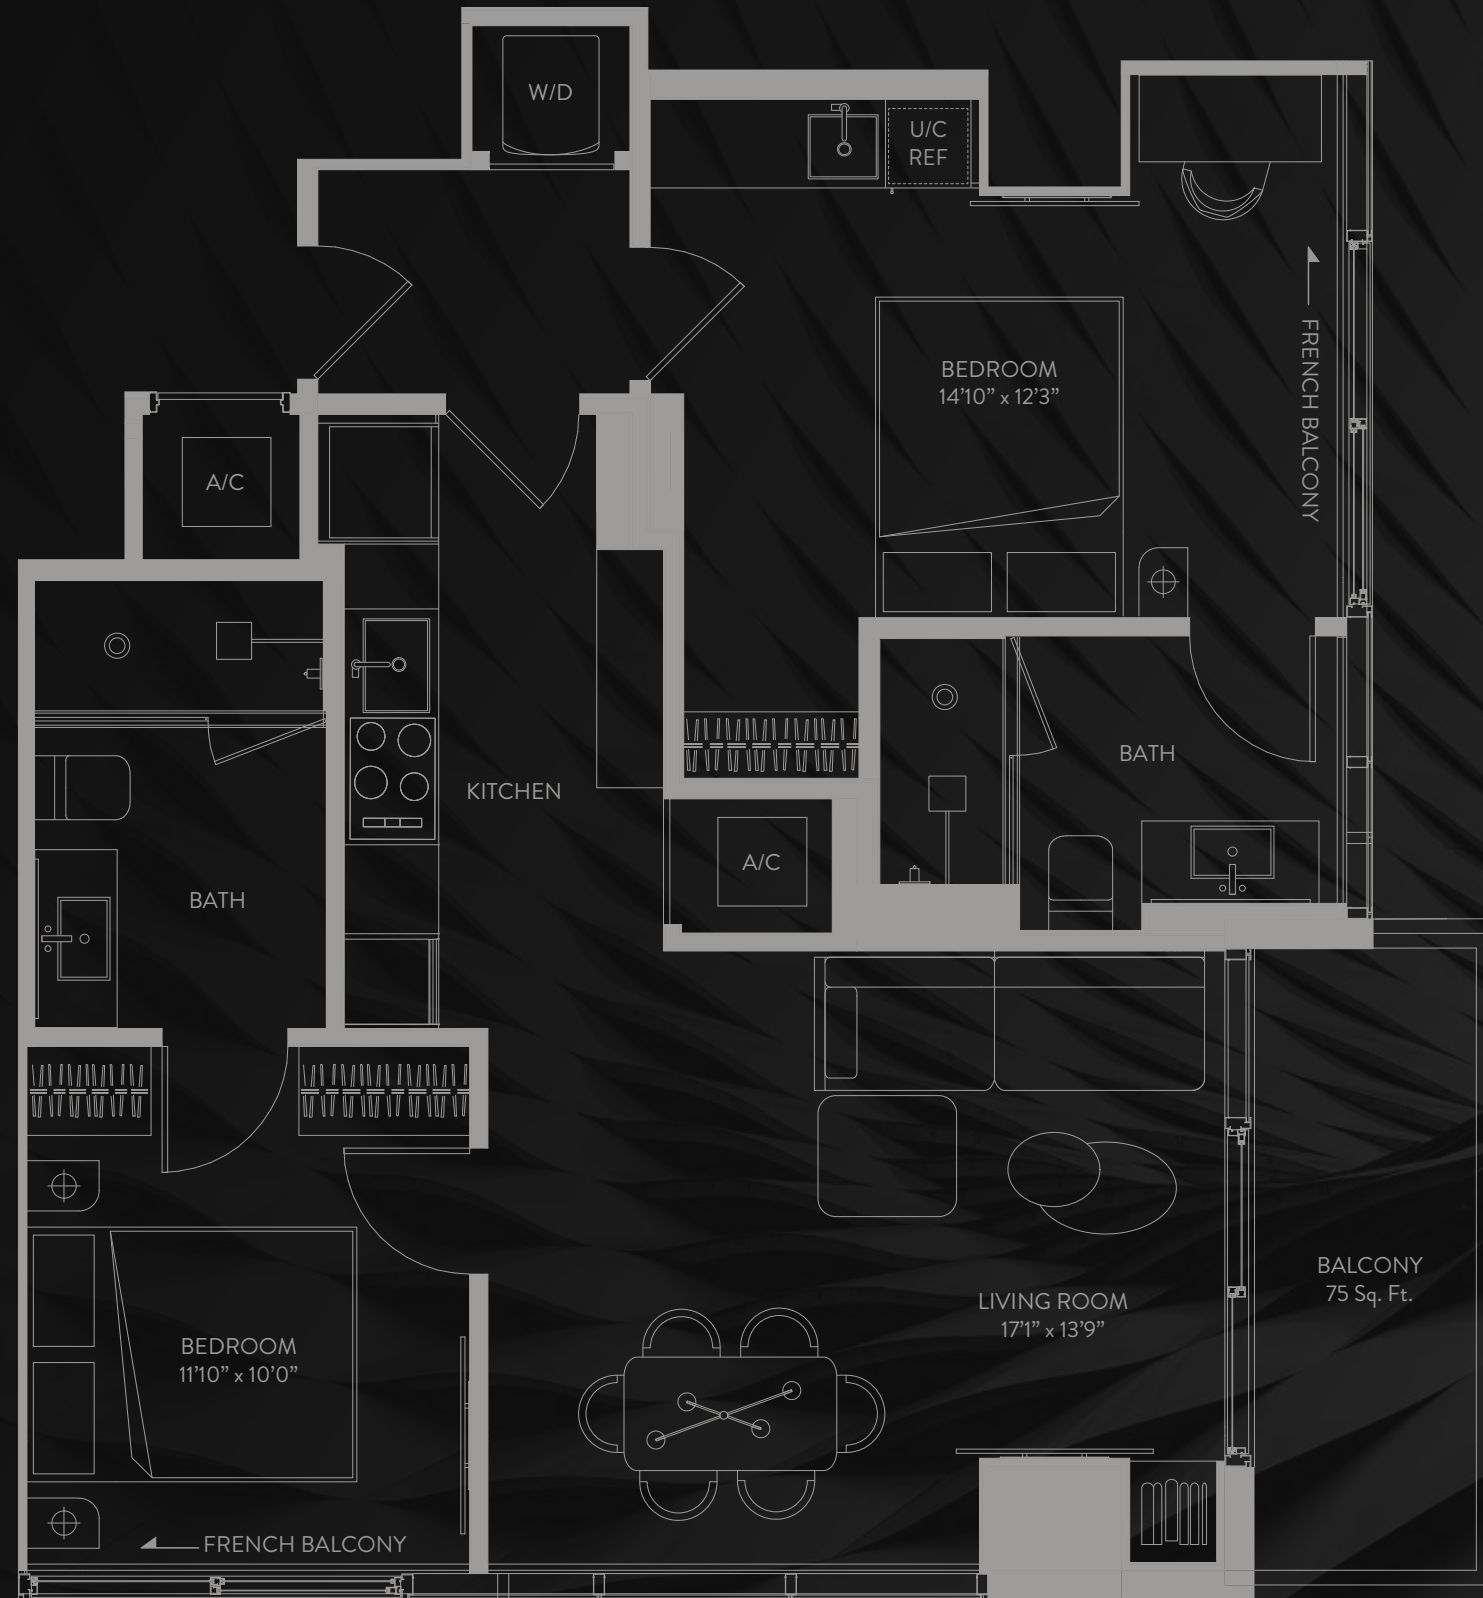 W/D
U/C
REF
BEDROOM
14’10” x 12’3”
FRENCH BALCONY
A/C
KITCHEN
BATH
A/C
BATH
BALCONY
75 Sq. Ft.
LIVING ROOM
17’1” x 13’9”
BEDROOM
11’10” x 10’0”
FRENCH BALCONY